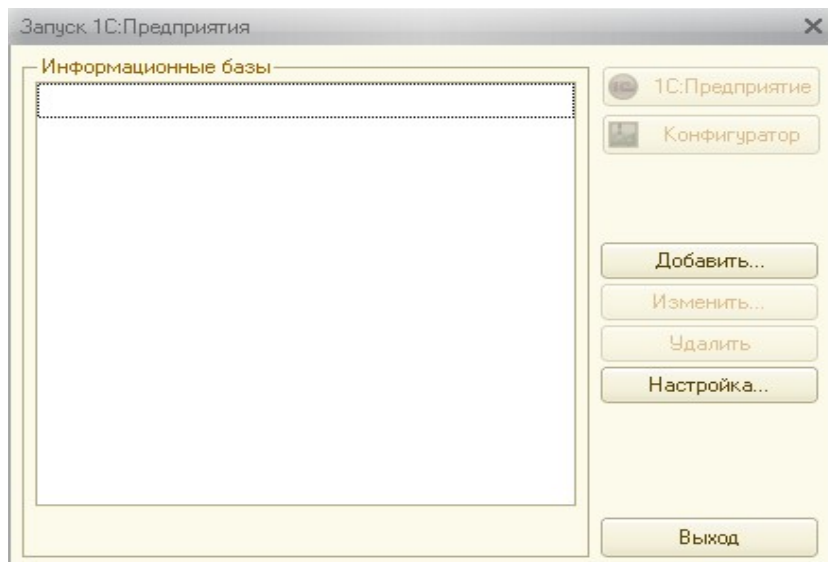 Запуск 1С:Предприятия
Информационные базы
1С:Предприятие
Конфигуратор
Добавить...
Изменить...
Удалить
Настройка...
Выход